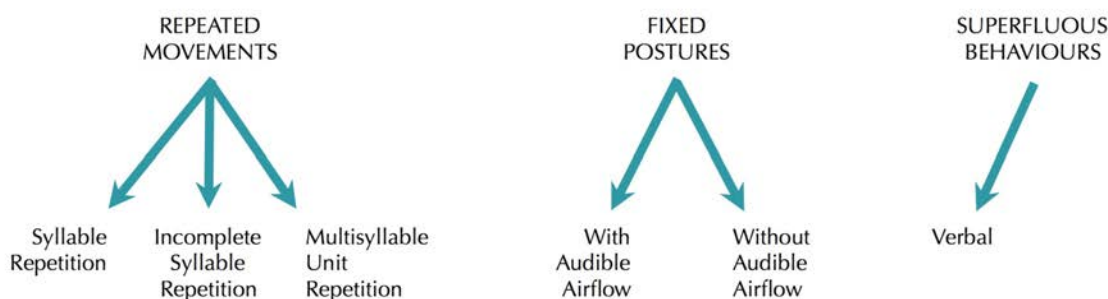 REPEATED
MOVEMENTS
FIXED
POSTURES
SUPERFLUOUS
BEHAVIOURS
Syllable
Repetition
Incomplete
Syllable
Repetition
Multisyllable
Unit
Repetition
With
Audible
Airflow
Without
Audible
Airflow
Verbal